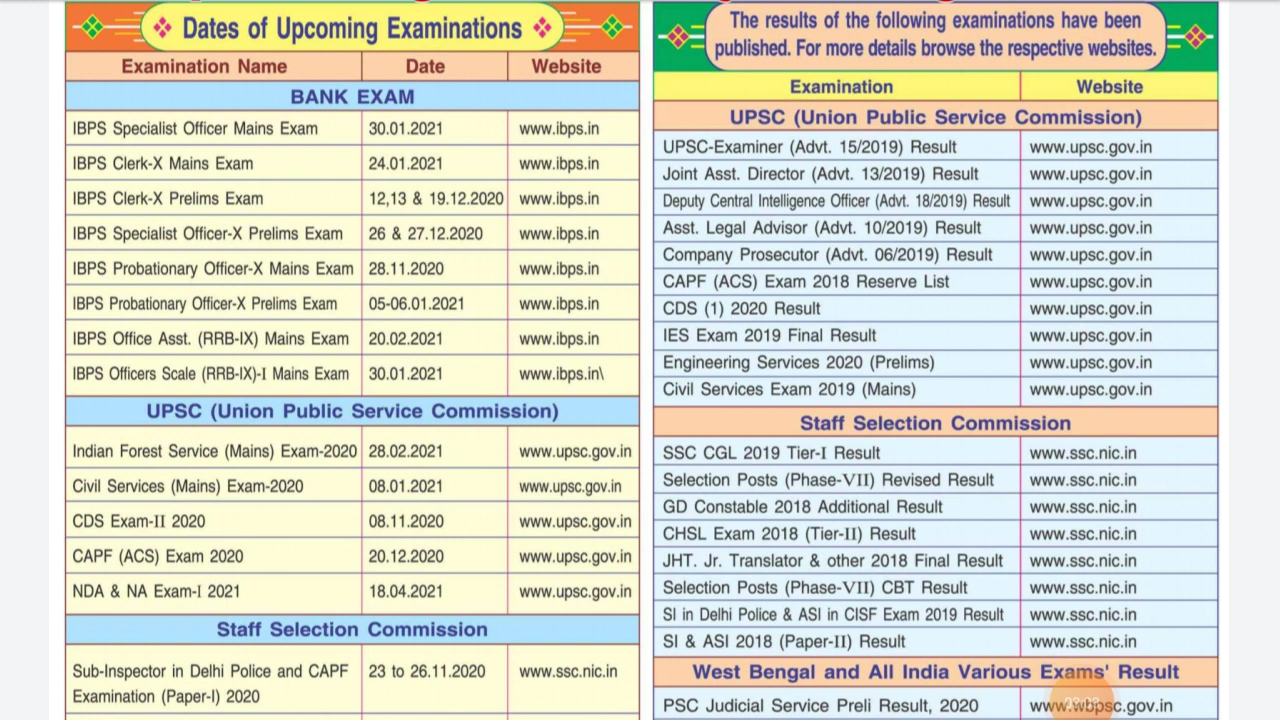 Dates of Upcoming Examinations
Examination Name Date Website
BANK EXAM
IBPS Specialist Officer Mains Exam 30.01.2021 www.ibps.in
IBPS Clerk-X Mains Exam 24.01.2021 www.ibps.in
IBPS Clerk-X Prelims Exam 12,13 & 19.12.2020 www.ibps.in
IBPS Specialist Officer-X Prelims Exam 26 & 27.12.2020 www.ibps.in
IBPS Probationary Officer-X Mains Exam 28.11.2020 www.ibps.in
IBPS Probationary Officer-X Prelims Exam 05-06.01.2021 www.ibps.in
IBPS Office Asst. (RRB-IX) Mains Exam 20.02.2021 www.ibps.in
IBPS Officers Scale (RRB-IX)-I Mains Exam 30.01.2021 www.ibps.in\
UPSC (Union Public Service Commission)
Indian Forest Service (Mains) Exam-2020 28.02.2021 www.upsc.gov.in
Civil Services (Mains) Exam-2020 08.01.2021 www.upsc.gov.in
CDS Exam-II 2020 08.11.2020 www.upsc.gov.in
CAPF (ACS) Exam 2020 20.12.2020 www.upsc.gov.in
NDA & NA Exam-I 2021 18.04.2021 www.upsc.gov.in
Staff Selection Commission
Sub-Inspector in Delhi Police and CAPF 23 to 26.11.2020 www.ssc.nic.in
Examination (Paper-I) 2020
The results of the following examinations have been
published. For more details browse the respective websites.
Examination Website
UPSC (Union Public Service Commission)
UPSC-Examiner (Advt. 15/2019) Result www.upsc.gov.in
Joint Asst. Director (Advt. 13/2019) Result www.upsc.gov.in
Deputy Central Intelligence Officer (Advt. 18/2019) Result www.upsc.gov.in
Asst. Legal Advisor (Advt. 10/2019) Result www.upsc.gov.in
Company Prosecutor (Advt. 06/2019) Result www.upsc.gov.in
CAPF (ACS) Exam 2018 Reserve List www.upsc.gov.in
CDS (1) 2020 Result www.upsc.gov.in
IES Exam 2019 Final Result www.upsc.gov.in
Engineering Services 2020 (Prelims) www.upsc.gov.in
Civil Services Exam 2019 (Mains) www.upsc.gov.in
Staff Selection Commission
SSC CGL 2019 Tier-I Result www.ssc.nic.in
Selection Posts (Phase-VII) Revised Result www.ssc.nic.in
GD Constable 2018 Additional Result www.ssc.nic.in
CHSL Exam 2018 (Tier-II) Result www.ssc.nic.in
JHT. Jr. Translator & other 2018 Final Result www.ssc.nic.in
Selection Posts (Phase-VII) CBT Result www.ssc.nic.in
SI in Delhi Police & ASI in CISF Exam 2019 Result www.ssc.nic.in
SI & ASI 2018 (Paper-II) Result www.ssc.nic.in
West Bengal and All India Various Exams' Result
PSC Judicial Service Preli Result, 2020 www.wbpsc.gov.in